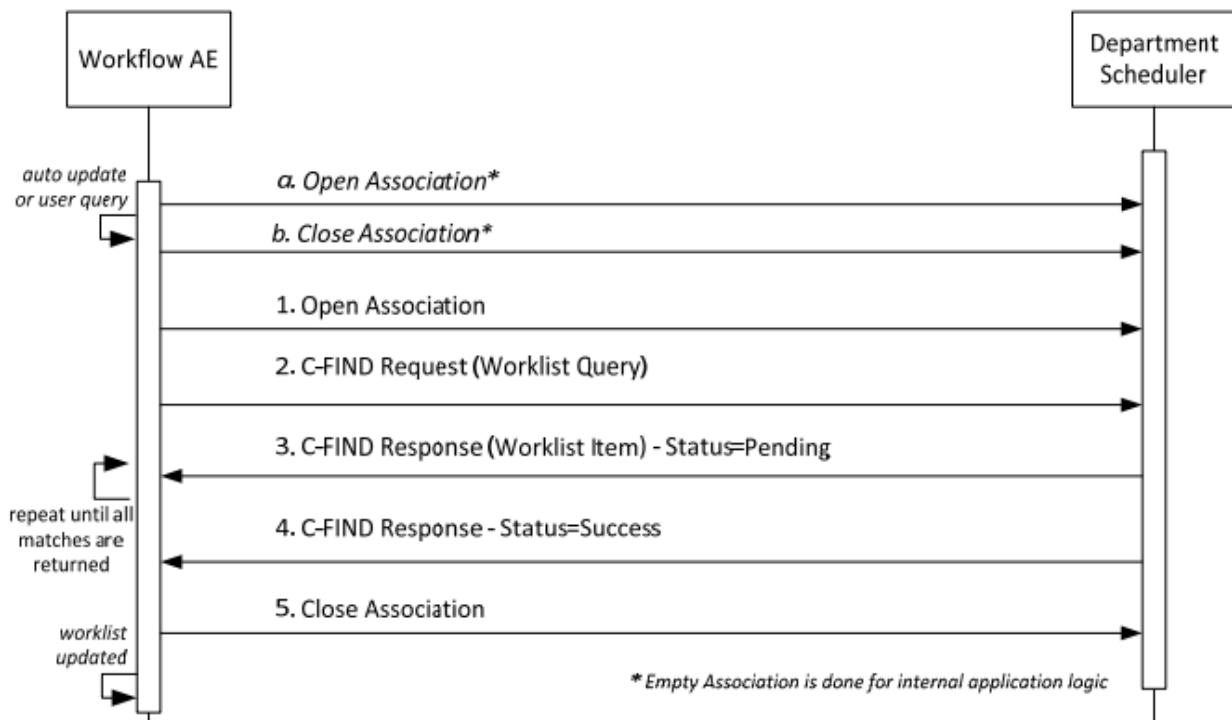 Workflow AE
Department
Scheduler
auto update
or user query
a. Open Association*
b. Close Association*
1. Open Association
2. C-FIND Request (Worklist Query)
3. C-FIND Response (Worklist Item) - Status=Pending
repeat until all
matches are
returned
4. C-FIND Response - Status=Success
5. Close Association
worklist
updated
* Empty Association is done for internal application logic